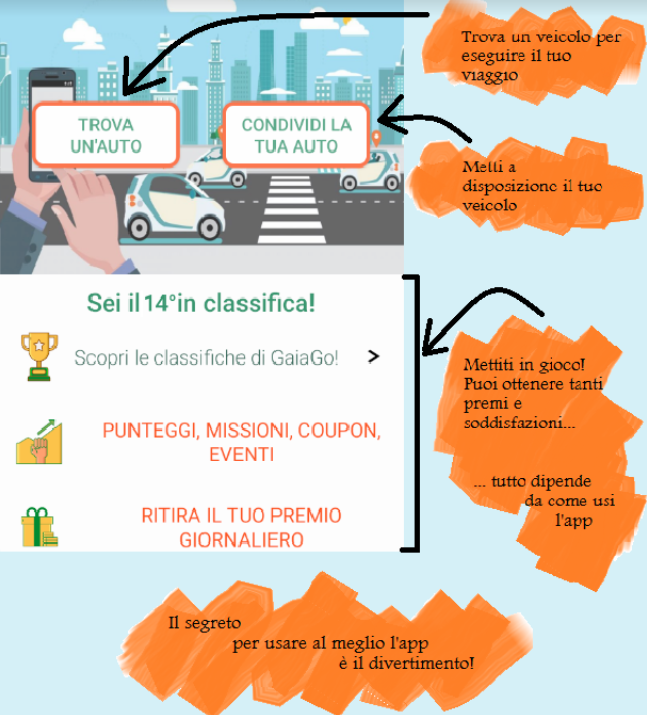 Trova un veicolo per
eseguire il tuo
viaggio
TROVA
UN'AUTO
CONDIVIDI LA
TUA AUTO
Metti a
disposizione il tuo
veicolo
Sei il 14° in classifica!
Scopri le classifiche di GaiaGo!
>
PUNTEGGI, MISSIONI, COUPON,
EVENTI
RITIRA IL TUO PREMIO
GIORNALIERO
Mettiti in gioco!
Puoi ottenere tanti
premi e
soddisfazioni...
... tutto dipende
da come usi
l'app
Il segreto
per usare al meglio l'app
è il divertimento!